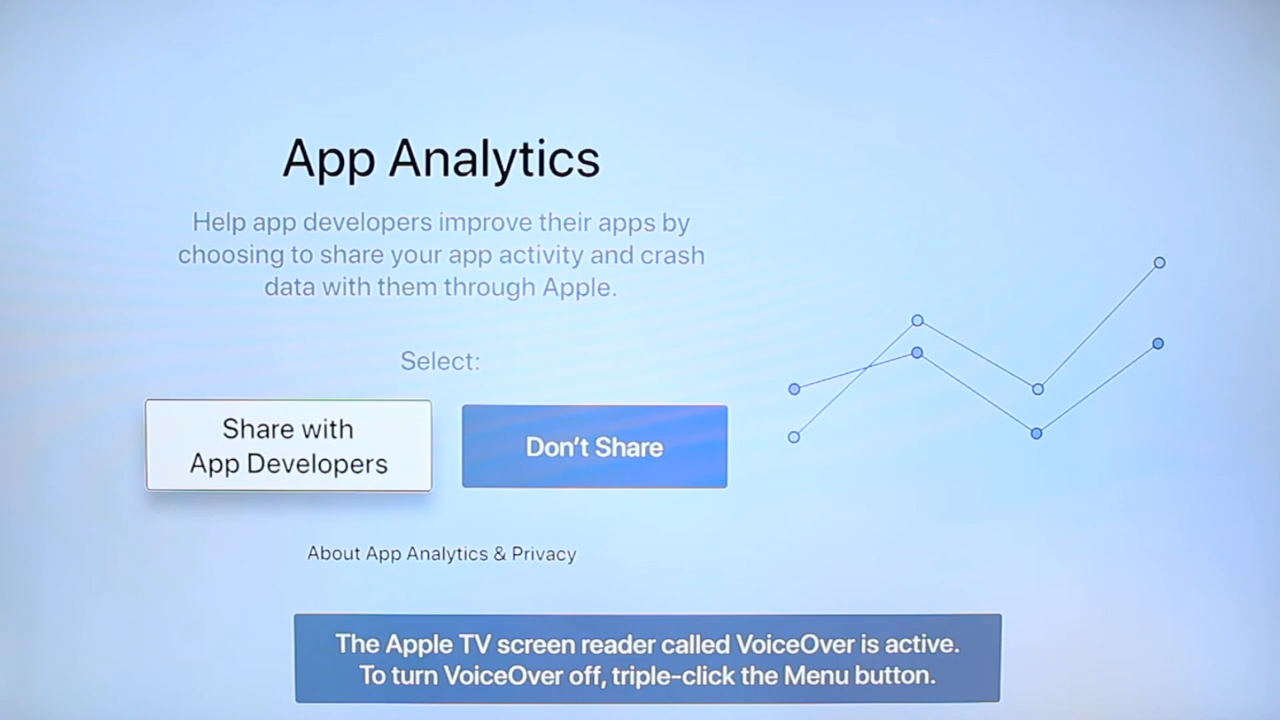 App Analytics
Help app developers improve their apps by
choosing to share your app activity and crash
data with them through Apple.
Select:
Share with
App Developers
Don't Share
About App Analytics & Privacy
The Apple TV screen reader called VoiceOver is active.
To turn VoiceOver off, triple-click the Menu button.